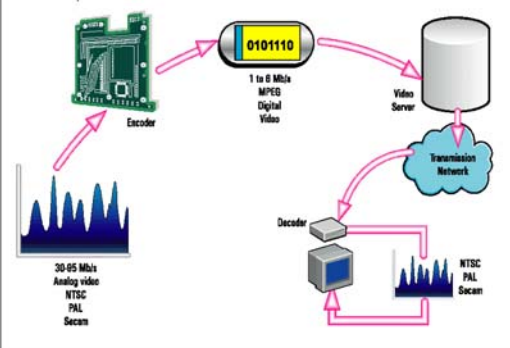 0101110
1 to 6 Mb/s
MPEG
Digital
Video
Encoder
Video
Server
Transmission
Network
Decoder
30-95 Mb/s
Analog video
NTSC
PAL
Secam
NTSC
PAL
Secam